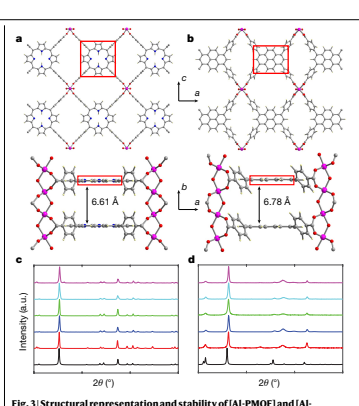 a
b
c
a
6.61 Å
b
a
6.78 Å
c
d
Intensity (a.u.)
2θ (°)
2θ (°)
Fig. 3 | Structural representation and stability of [Al-PMOF] and [Al-